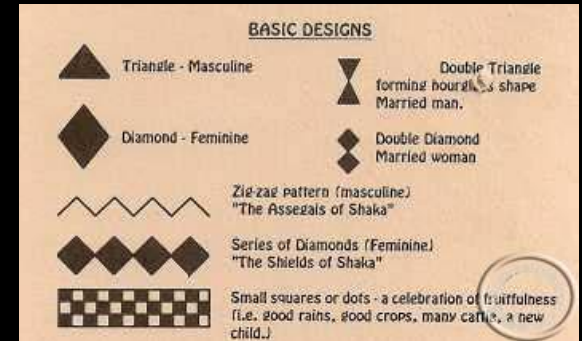 BASIC DESIGNS
Triangle - Masculine
Double Triangle
forming hourglass shape
Married man.
Diamond - Feminine
Double Diamond
Married woman
Zig-zag pattern (masculine)
"The Assegais of Shaka"
Series of Diamonds (Feminine)
"The Shields of Shaka"
Small squares or dots - a celebration of fruitfulness
(i.e. good rains, good crops, many cattle, a new
child.)